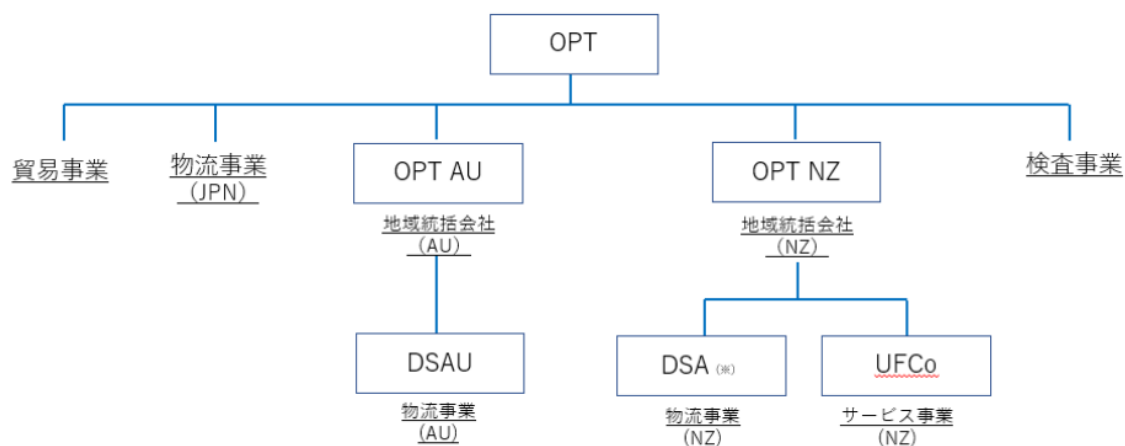 OPT
貿易事業
物流事業
（JPN）
OPT AU
地域統括会社
（AU）
OPT NZ
地域統括会社
（NZ）
検査事業
DSAU
物流事業
（AU）
DSA（※）
物流事業
（NZ）
UFCo
サービス事業
（NZ）